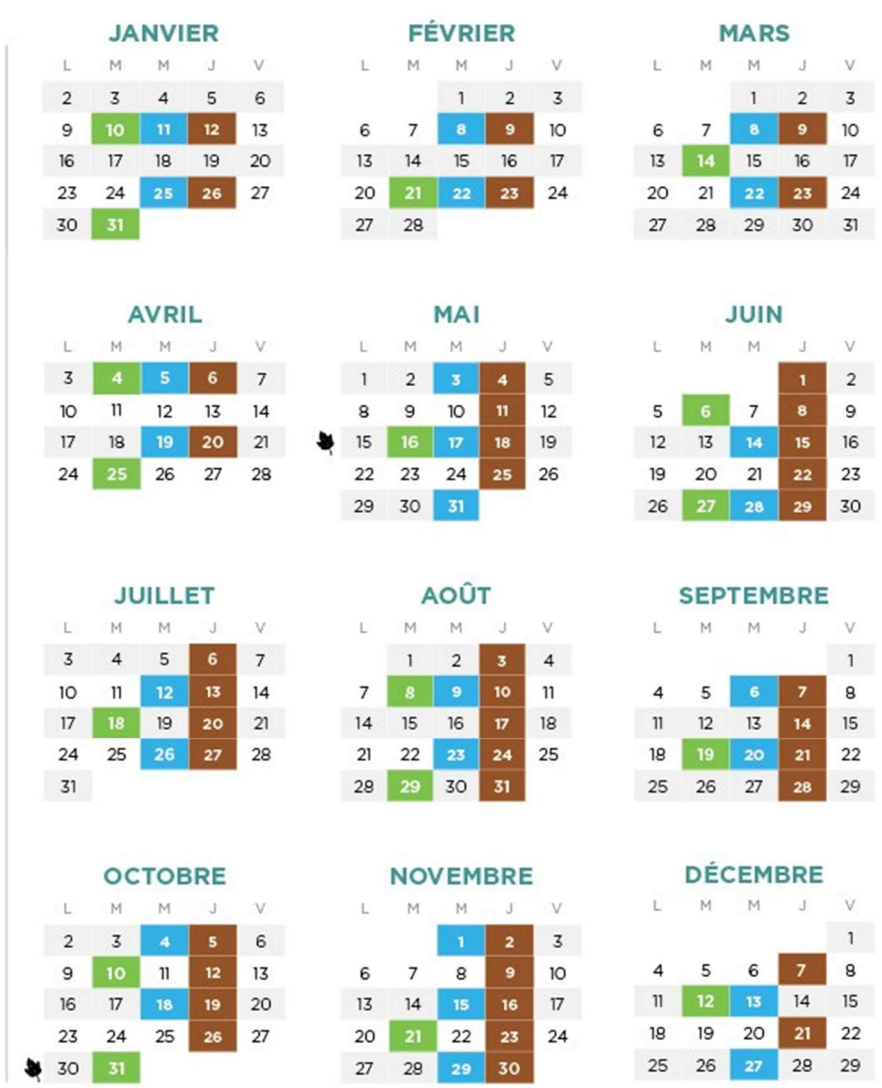 JANVIER
L M M J V
2 3 4 5 6
9 10 11 12 13
16 17 18 19 20
23 24 25 26 27
30 31
FÉVRIER
L M M J V
1 2 3
6 7 8 9 10
13 14 15 16 17
20 21 22 23 24
27 28
MARS
L M M J V
1 2 3
6 7 8 9 10
13 14 15 16 17
20 21 22 23 24
27 28 29 30 31
AVRIL
L M M J V
3 4 5 6 7
10 11 12 13 14
17 18 19 20 21
24 25 26 27 28
MAI
L M M J V
1 2 3 4 5
8 9 10 11 12
15 16 17 18 19
22 23 24 25 26
29 30 31
JUIN
L M M J V
1 2
5 6 7 8 9
12 13 14 15 16
19 20 21 22 23
26 27 28 29 30
JUILLET
L M M J V
3 4 5 6 7
10 11 12 13 14
17 18 19 20 21
24 25 26 27 28
31
AOÛT
L M M J V
1 2 3 4
7 8 9 10 11
14 15 16 17 18
21 22 23 24 25
28 29 30 31
SEPTEMBRE
L M M J V
1
4 5 6 7 8
11 12 13 14 15
18 19 20 21 22
25 26 27 28 29
OCTOBRE
L M M J V
2 3 4 5 6
9 10 11 12 13
16 17 18 19 20
23 24 25 26 27
30 31
NOVEMBRE
L M M J V
1 2 3
6 7 8 9 10
13 14 15 16 17
20 21 22 23 24
27 28 29 30
DÉCEMBRE
L M M J V
1
4 5 6 7 8
11 12 13 14 15
18 19 20 21 22
25 26 27 28 29